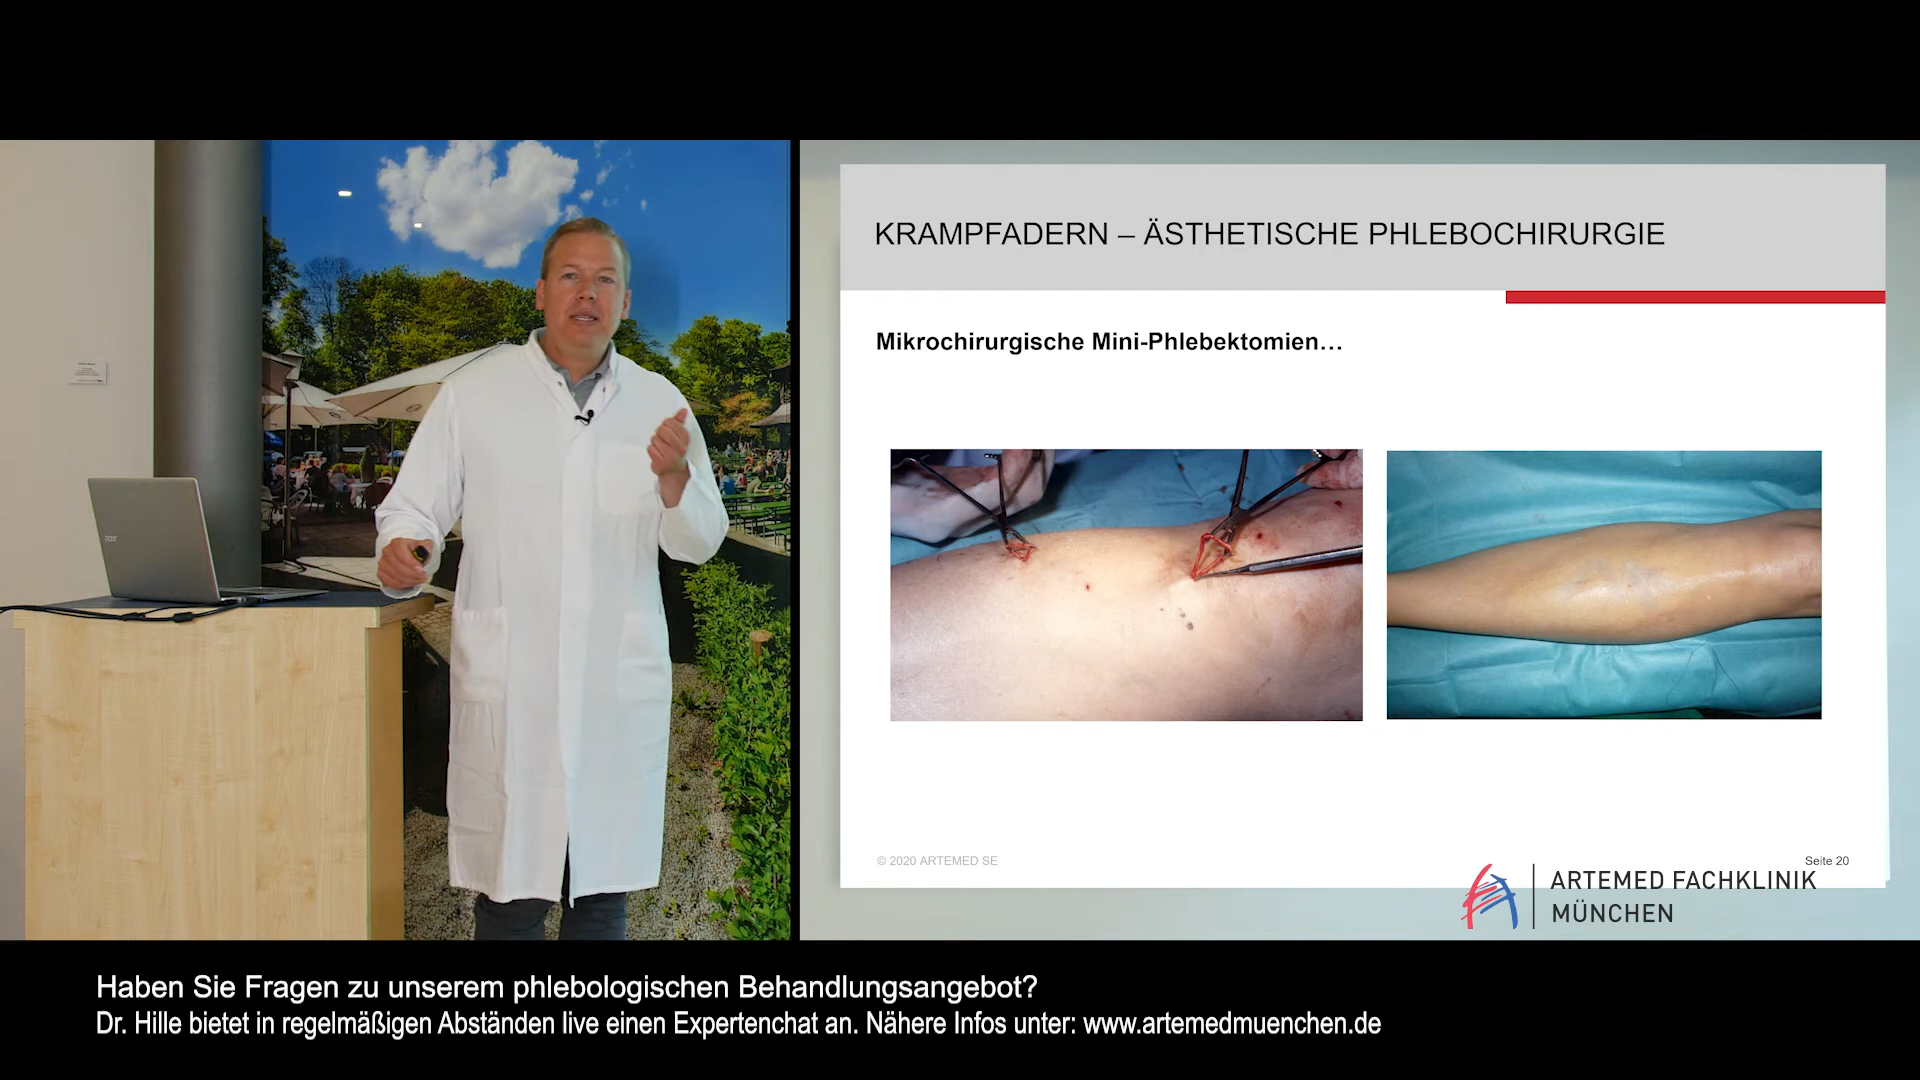 KRAMPFADERN – ÄSTHETISCHE PHLEBOCHIRURGIE
Mikrochirurgische Mini-Phlebektomien…
acer
© 2020 ARTEMED SE
Seite 20
ARTEMED FACHKLINIK
MÜNCHEN
Haben Sie Fragen zu unserem phlebologischen Behandlungsangebot?
Dr. Hille bietet in regelmäßigen Abständen live einen Expertenchat an. Nähere Infos unter: www.artemedmuenchen.de